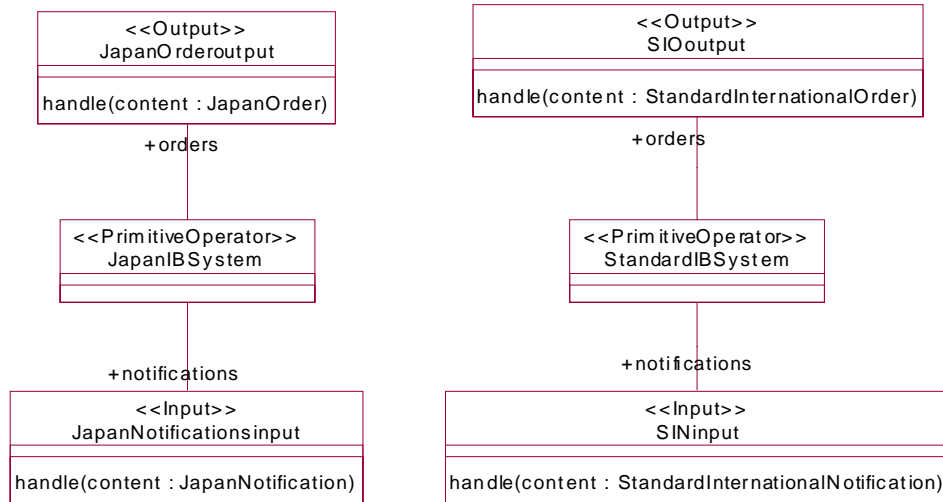 <<Output>>
JapanOrderoutput
handle(content : JapanOrder)
+orders
<<PrimitiveOperator>>
JapanIBSystem
+notifications
<<Input>>
JapanNotificationsinput
handle(content : JapanNotification)
<<Output>>
SIOoutput
handle(content : StandardInternationalOrder)
+orders
<<PrimitiveOperator>>
StandardIBSystem
+notifications
<<Input>>
SINinput
handle(content : StandardInternationalNotification)